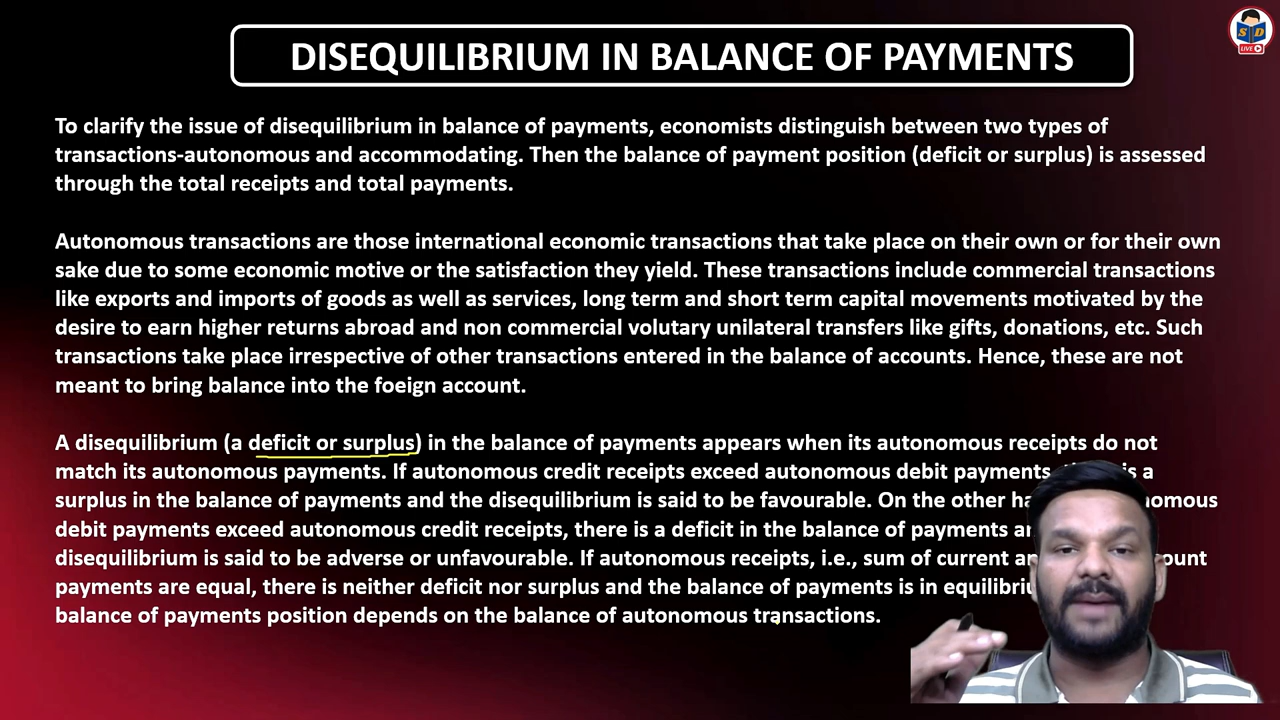 DISEQUILIBRIUM IN BALANCE OF PAYMENTS
S D
LIVE
To clarify the issue of disequilibrium in balance of payments, economists distinguish between two types of
transactions-autonomous and accommodating. Then the balance of payment position (deficit or surplus) is assessed
through the total receipts and total payments.
Autonomous transactions are those international economic transactions that take place on their own or for their own
sake due to some economic motive or the satisfaction they yield. These transactions include commercial transactions
like exports and imports of goods as well as services, long term and short term capital movements motivated by the
desire to earn higher returns abroad and non commercial volutary unilateral transfers like gifts, donations, etc. Such
transactions take place irrespective of other transactions entered in the balance of accounts. Hence, these are not
meant to bring balance into the foeign account.
A disequilibrium (a deficit or surplus) in the balance of payments appears when its autonomous receipts do not
match its autonomous payments. If autonomous credit receipts exceed autonomous debit payments, is a
surplus in the balance of payments and the disequilibrium is said to be favourable. On the other
debit payments exceed autonomous credit receipts, there is a deficit in the balance of payments
disequilibrium is said to be adverse or unfavourable. If autonomous receipts, i.e., sum of current
payments are equal, there is neither deficit nor surplus and the balance of payments is in
balance of payments position depends on the balance of autonomous transactions.